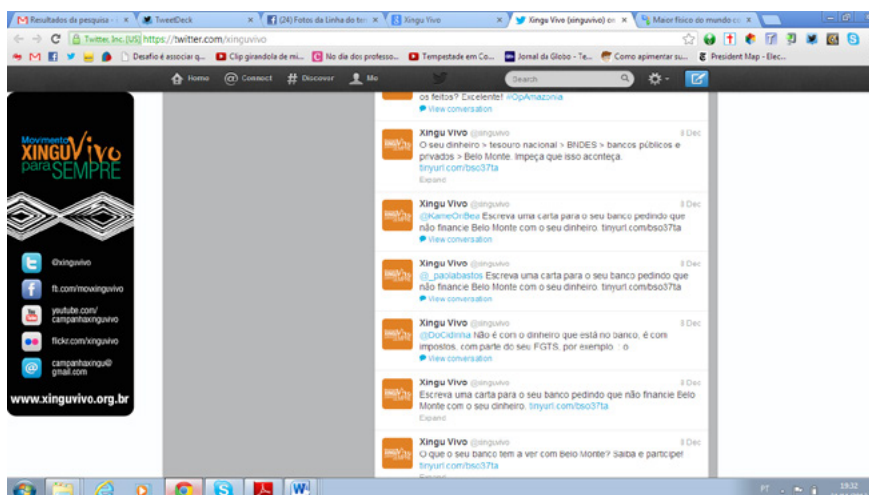 Resultados da pesquisa -
TweetDeck
(24) Fotos da Linha do
Xingu Vivo
Xingu Vivo (xinguvivo) on
Maior físico do mundo
Twitter, Inc. [US] https://twitter.com/xinguvivo
Desafio é associar q...
Clip girandola de mi...
No dia dos professo...
Tempestade em Co...
Jornal da Globo - Te...
Como apimentar su...
President Map - Elec...
Home
Connect
Discover
Me
Search
os feitos? Excelente! #OpAmazonia
View conversation
Xingu Vivo @xinguvivo 8 Dec
O seu dinheiro > tesouro nacional > BNDES > bancos públicos e
privados > Belo Monte. Impeça que isso aconteça.
tinyurl.com/bso37ta
Expand
Xingu Vivo @xinguvivo 8 Dec
@KameOriBea Escreva uma carta para o seu banco pedindo que
não financie Belo Monte com o seu dinheiro. tinyurl.com/bso37ta
View conversation
Xingu Vivo @xinguvivo 8 Dec
@_paolabastos Escreva uma carta para o seu banco pedindo que
não financie Belo Monte com o seu dinheiro. tinyurl.com/bso37ta
View conversation
Xingu Vivo @xinguvivo 8 Dec
@DoCidinha Não é com o dinheiro que está no banco, é com
impostos, com parte do seu FGTS, por exemplo
View conversation
Xingu Vivo @xinguvivo 8 Dec
Escreva uma carta para o seu banco pedindo que não financie Belo
Monte com o seu dinheiro. tinyurl.com/bso37ta
Expand
Xingu Vivo @xinguvivo 8 Dec
O que o seu banco tem a ver com Belo Monte? Saiba e participe!
tinyurl.com/bso37ta
Movimento
XINGU Vivo
para SEMPRE
@xinguvivo
fb.com/movxinguvivo
youtube.com/
campanhaxinguvivo
flickr.com/xinguvivo
campanhaxingu@
gmail.com
www.xinguvivo.org.br
PT
19:32